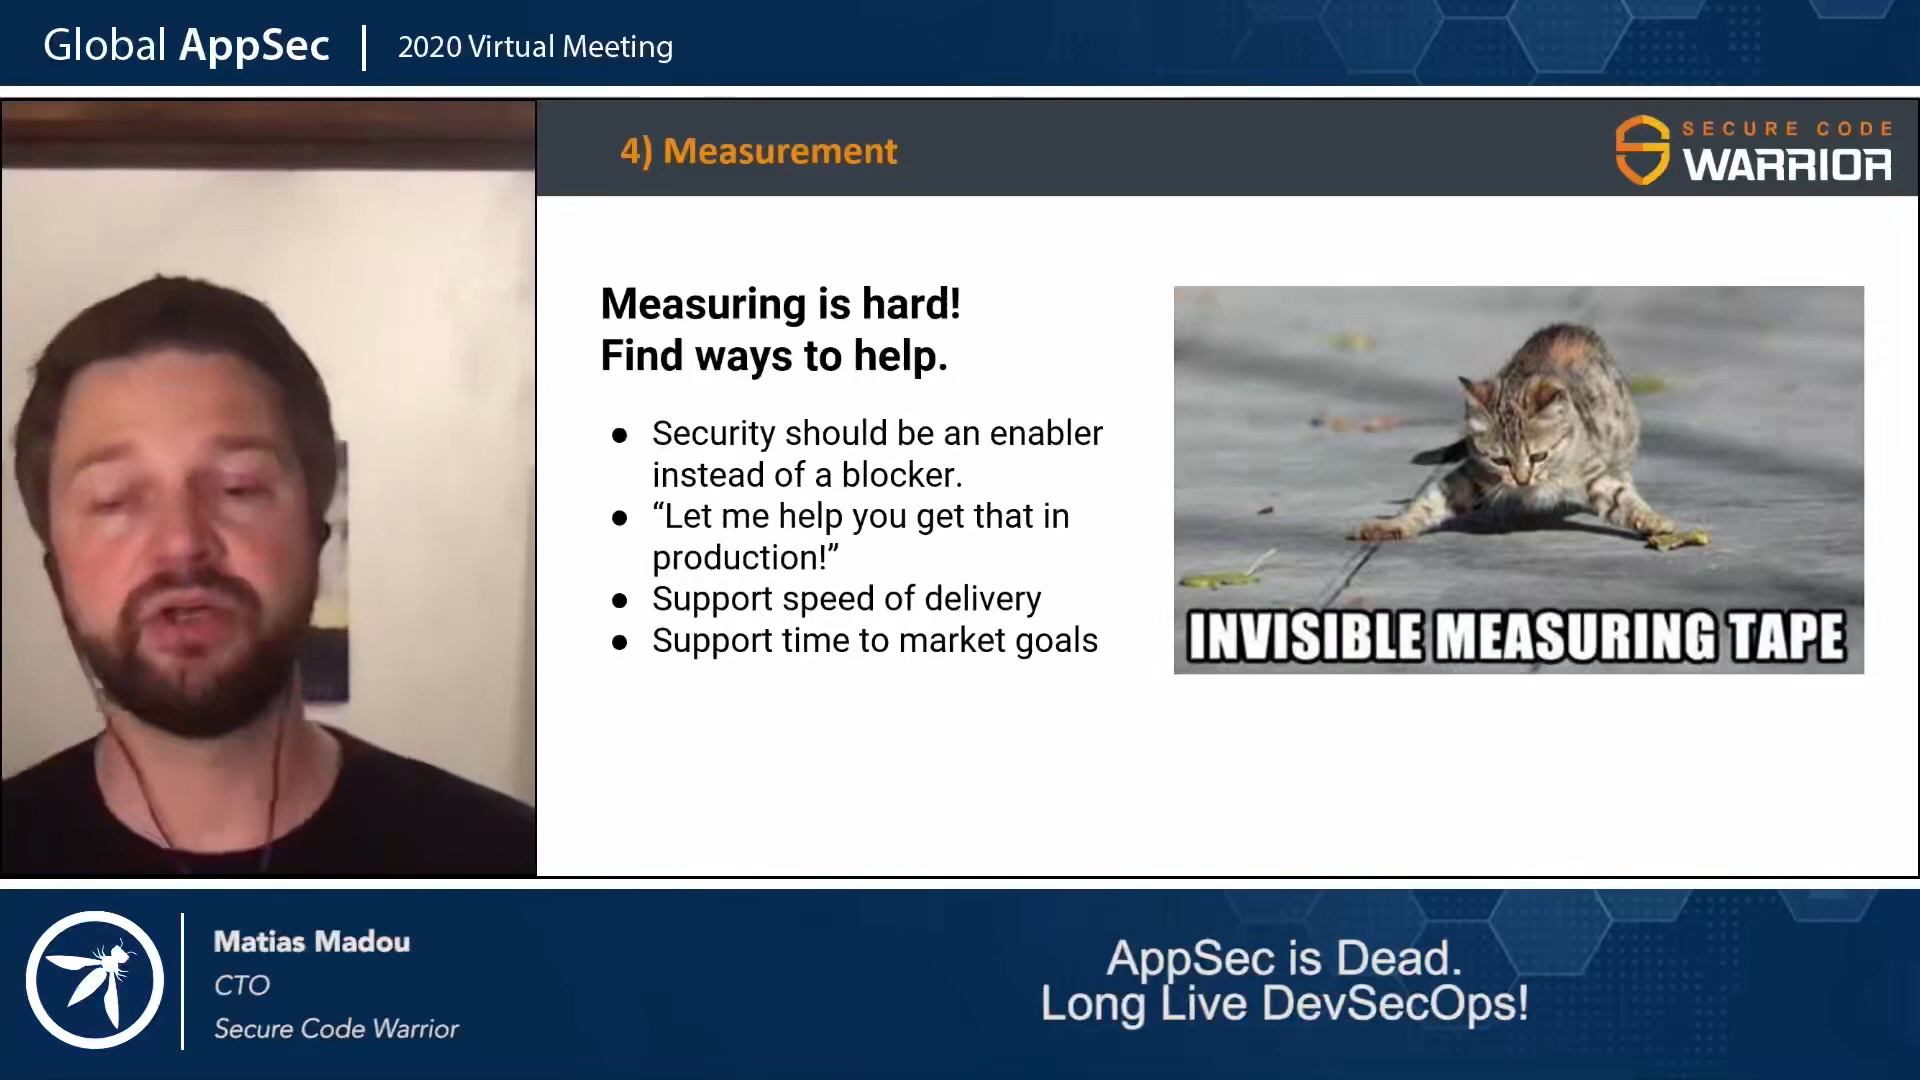 Global AppSec | 2020 Virtual Meeting
4) Measurement
SECURE CODE
WARRIOR
Measuring is hard!
Find ways to help.
● Security should be an enabler
instead of a blocker.
● “Let me help you get that in
production!”
● Support speed of delivery
● Support time to market goals
INVISIBLE MEASURING TAPE
Matias Madou
CTO
Secure Code Warrior
AppSec is Dead.
Long Live DevSecOps!